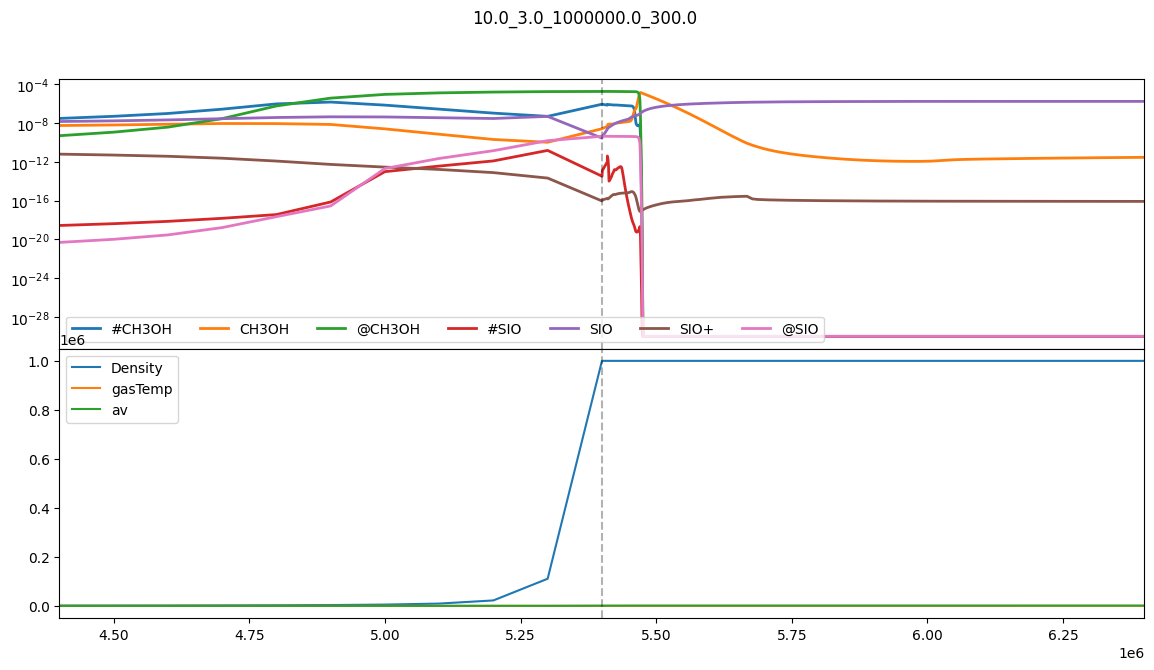 10.0_3.0_1000000.0_300.0
10⁻⁴
10⁻⁸
10⁻¹²
10⁻¹⁶
10⁻²⁰
10⁻²⁴
10⁻²⁸
#CH3OH CH3OH @CH3OH #SIO SIO SIO+ @SIO
1e6
1.0
0.8
0.6
0.4
0.2
0.0
Density
gasTemp
av
4.50 4.75 5.00 5.25 5.50 5.75 6.00 6.25
1e6